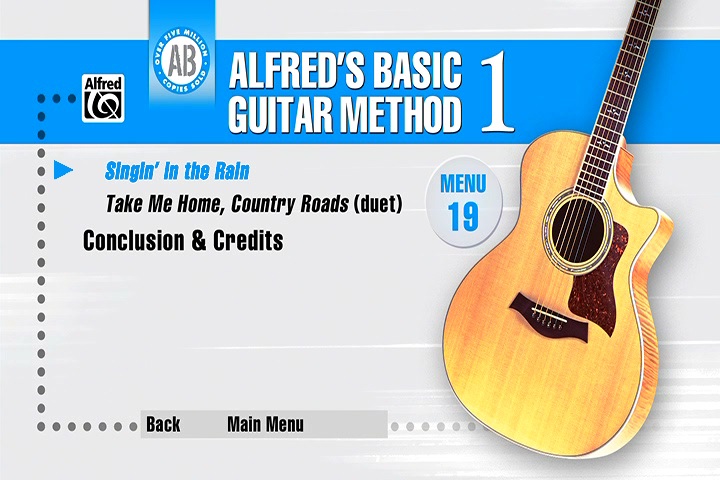 OVER FIVE MILLION
AB
COPIES SOLD
Alfred
ALFRED'S BASIC
GUITAR METHOD 1
Singin' in the Rain
Take Me Home, Country Roads (duet)
Conclusion & Credits
MENU
19
Back Main Menu